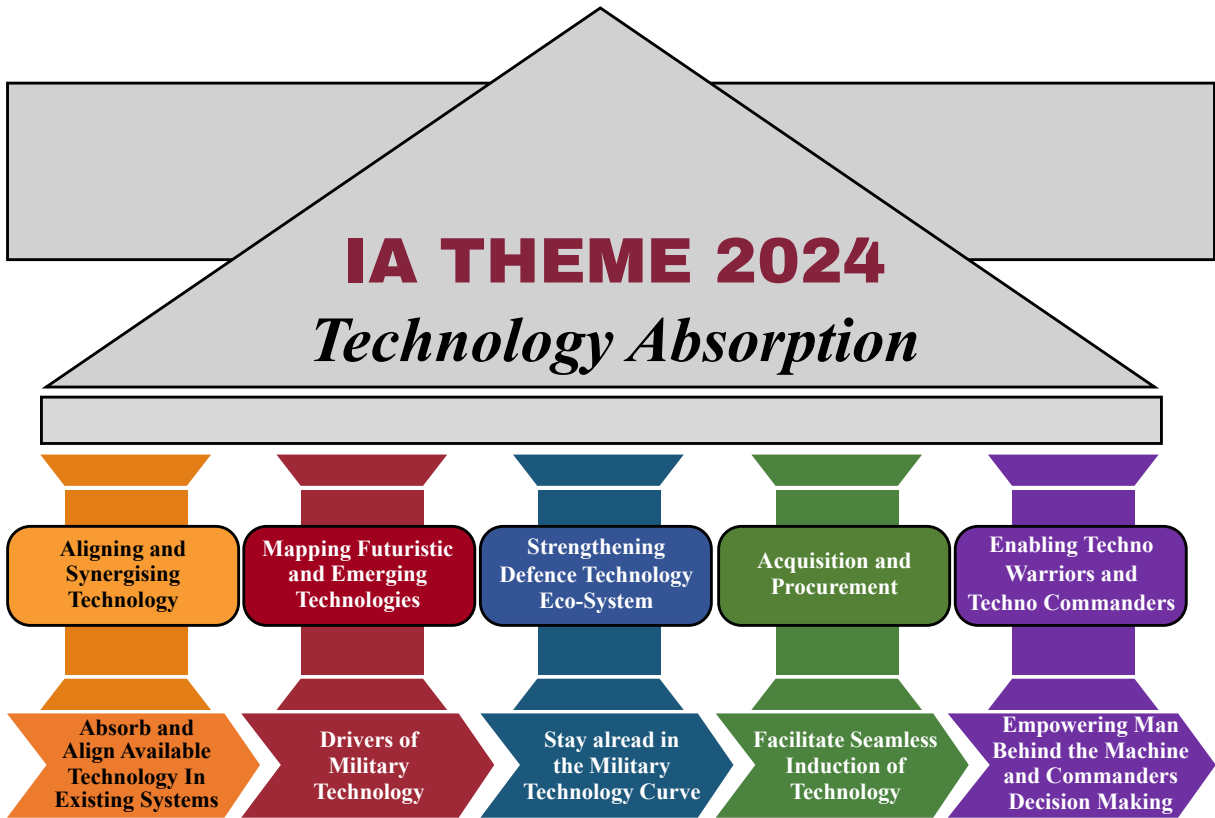 IA THEME 2024
Technology Absorption
Aligning and
Synergising
Technology
Mapping Futuristic
and Emerging
Technologies
Strengthening
Defence Technology
Eco-System
Acquisition and
Procurement
Enabling Techno
Warriors and
Techno Commanders
Absorb and
Align Available
Technology In
Existing Systems
Drivers of
Military
Technology
Stay alread in
the Military
Technology Curve
Facilitate Seamless
Induction of
Technology
Empowering Man
Behind the Machine
and Commanders
Decision Making